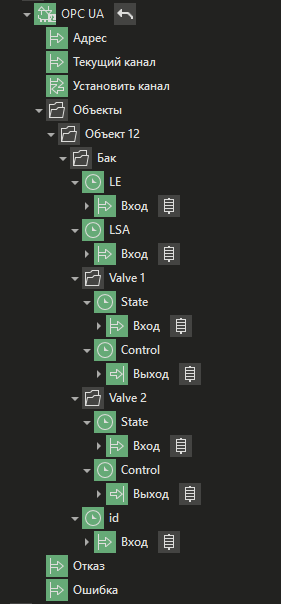 OPC UA
Адрес
Текущий канал
Установить канал
Объекты
Объект 12
Бак
LE
Вход
LSA
Вход
Valve 1
State
Вход
Control
Выход
Valve 2
State
Вход
Control
Выход
id
Вход
Отказ
Ошибка